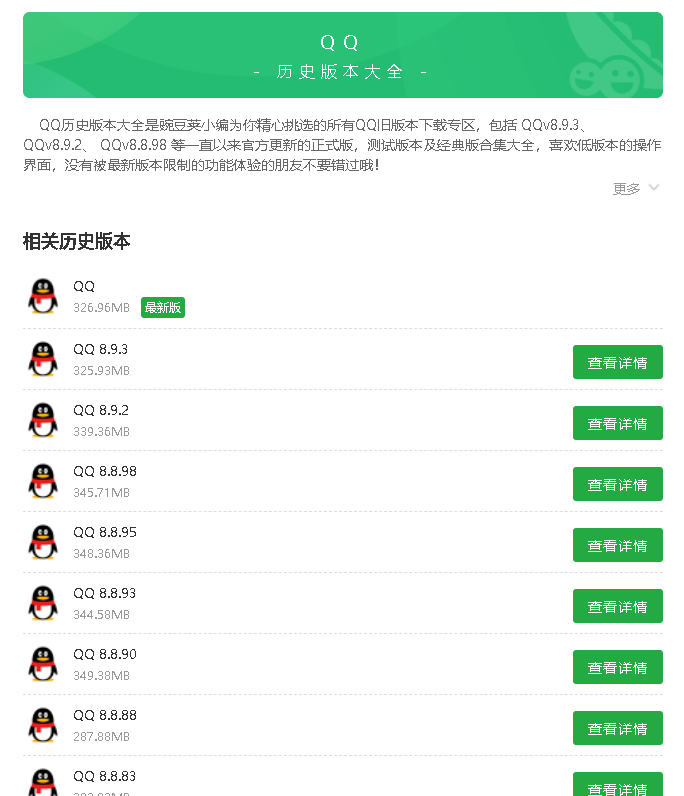 QQ
- 历史版本大全 -
QQ历史版本大全是豌豆荚小编为你精心挑选的所有QQ旧版本下载专区，包括 QQv8.9.3、
QQv8.9.2、 QQv8.8.98 等一直以来官方更新的正式版，测试版本及经典版合集大全，喜欢低版本的操作
界面，没有被最新版本限制的功能体验的朋友不要错过哦！
更多
相关历史版本
QQ
326.96MB 最新版
QQ 8.9.3
325.93MB
查看详情
QQ 8.9.2
339.36MB
查看详情
QQ 8.8.98
345.71MB
查看详情
QQ 8.8.95
348.36MB
查看详情
QQ 8.8.93
344.58MB
查看详情
QQ 8.8.90
349.38MB
查看详情
QQ 8.8.88
287.88MB
查看详情
QQ 8.8.83
查看详情